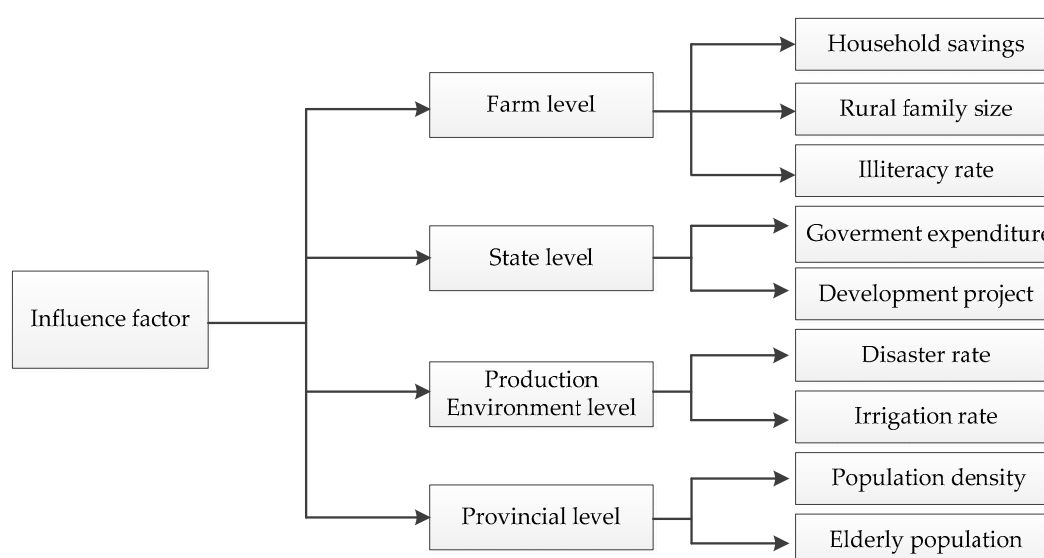 Influence factor
Farm level
Household savings
Rural family size
Illiteracy rate
State level
Goverment expenditure
Development project
Production
Environment level
Disaster rate
Irrigation rate
Provincial level
Population density
Elderly population